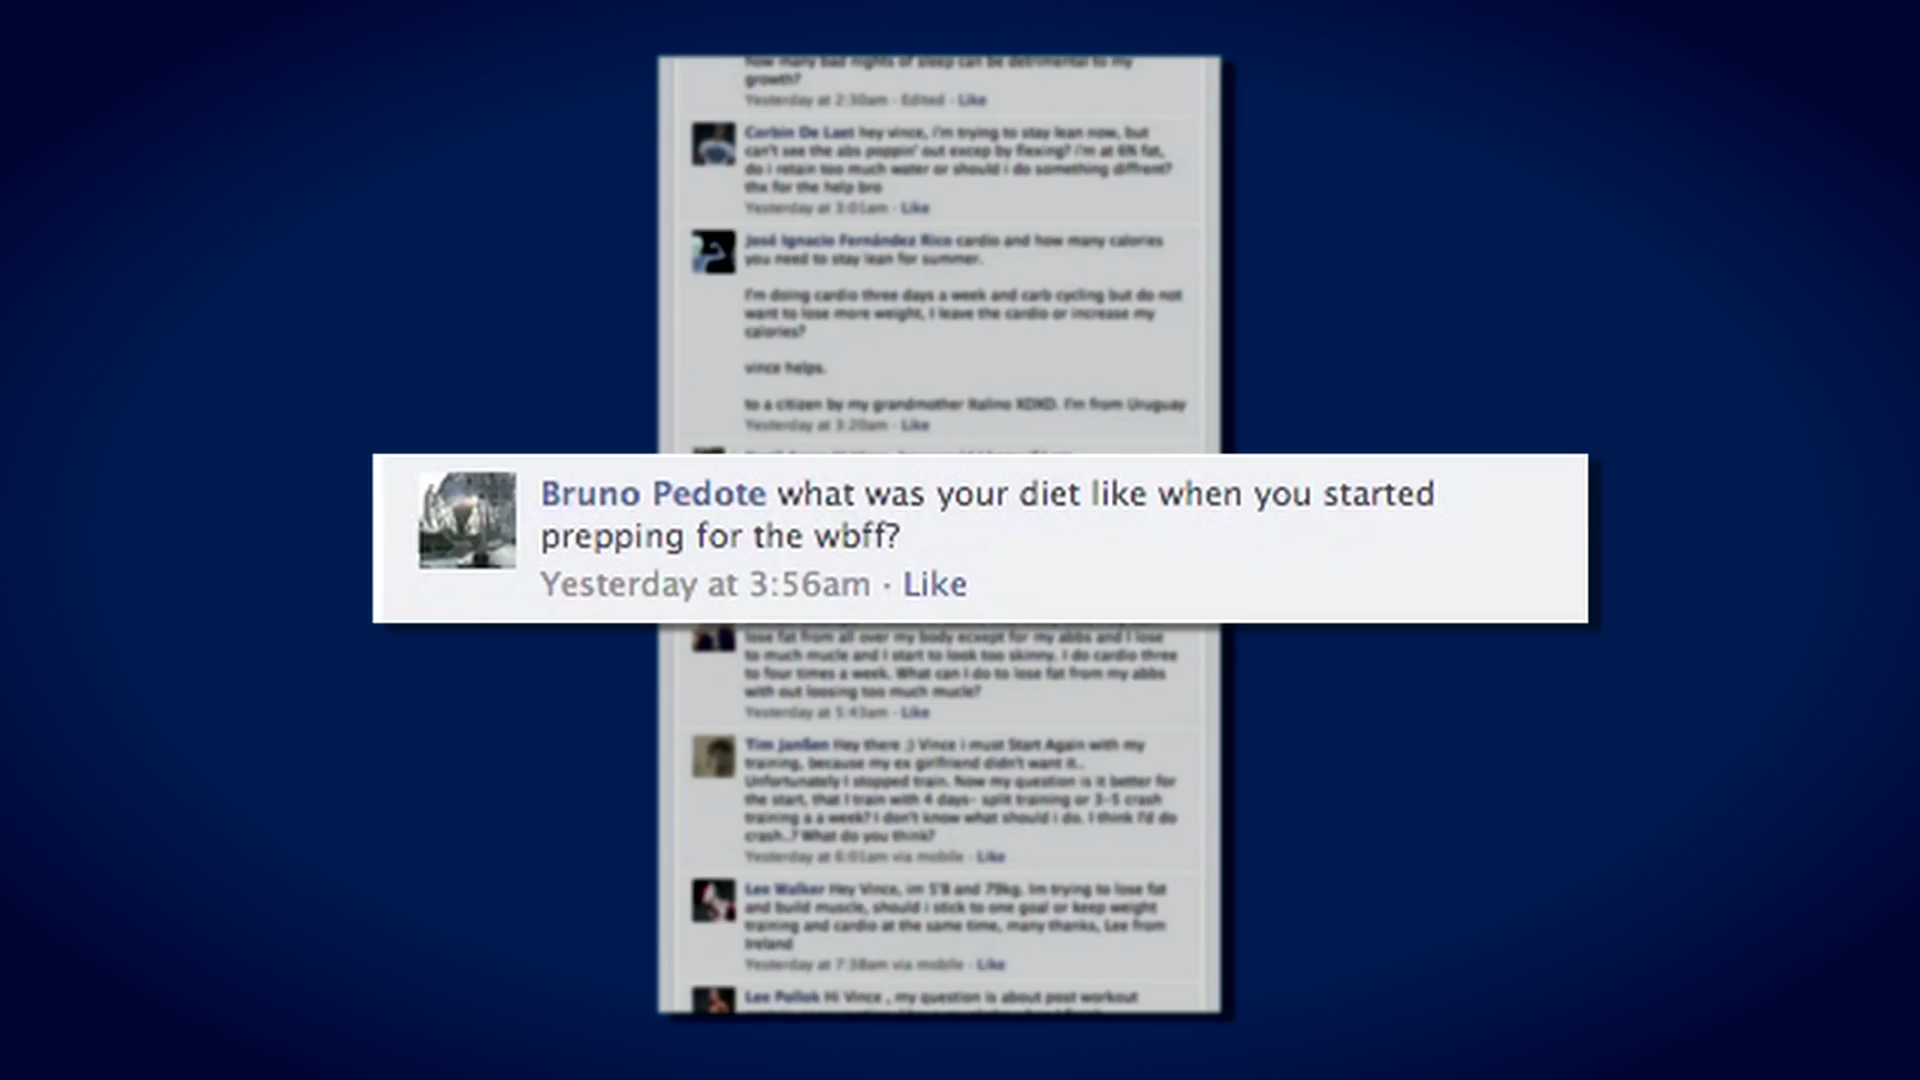 how many bad nights of sleep can be detrimental to my
growth?
Yesterday at 2:30am · Edited · Like
Corbin De Laet hey vince, i'm trying to stay lean now, but
can't see the abs poppin' out excep by flexing? i'm at 6% fat,
do i retain too much water or should i do something diffrent?
thx for the help bro
Yesterday at 3:01am · Like
José Ignacio Fernández Rico cardio and how many calories
you need to stay lean for summer.
I'm doing cardio three days a week and carb cycling but do not
want to lose more weight, I leave the cardio or increase my
calories?
vince helps.
to a citizen by my grandmother Italino XDXD. I'm from Uruguay
Yesterday at 3:20am · Like
Bruno Pedote what was your diet like when you started
prepping for the wbff?
Yesterday at 3:56am · Like
lose fat from all over my body ecxept for my abbs and I lose
to much mucle and I start to look too skinny. I do cardio three
to four times a week. What can I do to lose fat from my abbs
with out loosing too much mucle?
Yesterday at 5:43am · Like
Tim Janßen Hey there ;) Vince i must Start Again with my
training, because my ex girlfriend didn't want it..
Unfortunately I stopped train. Now my question is it better for
the start, that I train with 4 days- split training or 3-5 crash
training a a week? I don't know what should i do. I think I'd do
crash..? What do you think?
Yesterday at 6:01am via mobile · Like
Lee Walker Hey Vince, im 5'8 and 79kg. Im trying to lose fat
and build muscle, should i stick to one goal or keep weight
training and cardio at the same time, many thanks, Lee from
Ireland
Yesterday at 7:38am via mobile · Like
Lee Pollok Hi Vince , my question is about post workout